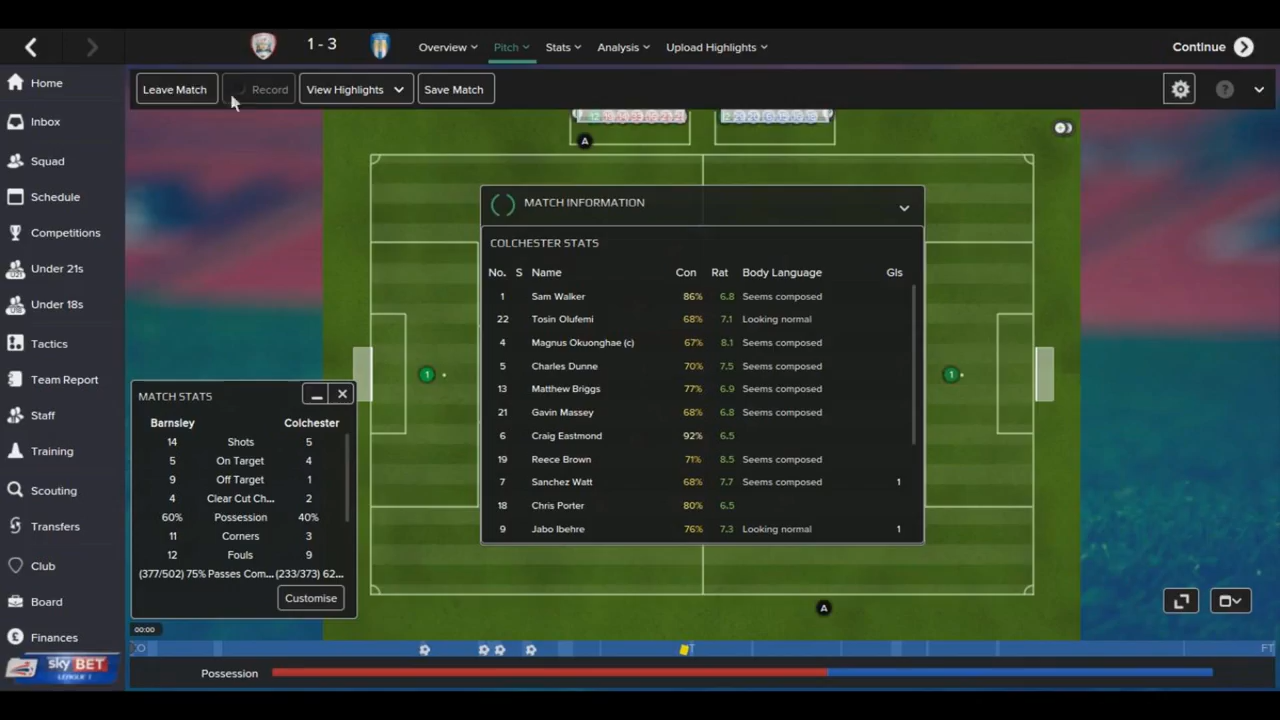 1 - 3
Overview
Pitch
Stats
Analysis
Upload Highlights
Continue
Leave Match
Record
View Highlights
Save Match
?
Home
Inbox
Squad
Schedule
Competitions
Under 21s
Under 18s
Tactics
Team Report
Staff
Training
Scouting
Transfers
Club
Board
Finances
sky BET
LEAGUE 1
A
MATCH INFORMATION
COLCHESTER STATS
No. S Name Con Rat Body Language Gls
1 Sam Walker 86% 6.8 Seems composed
22 Tosin Olufemi 68% 7.1 Looking normal
4 Magnus Okuonghae (c) 67% 8.1 Seems composed
5 Charles Dunne 70% 7.5 Seems composed
13 Matthew Briggs 77% 6.9 Seems composed
21 Gavin Massey 68% 6.8 Seems composed
6 Craig Eastmond 92% 6.5
19 Reece Brown 71% 8.5 Seems composed
7 Sanchez Watt 68% 7.7 Seems composed 1
18 Chris Porter 80% 6.5
9 Jabo Ibehre 76% 7.3 Looking normal 1
1
1
MATCH STATS
Barnsley Colchester
14 Shots 5
5 On Target 4
9 Off Target 1
4 Clear Cut Ch... 2
60% Possession 40%
11 Corners 3
12 Fouls 9
(377/502) 75% Passes Com... (233/373) 62...
Customise
A
00:00
FT
Possession